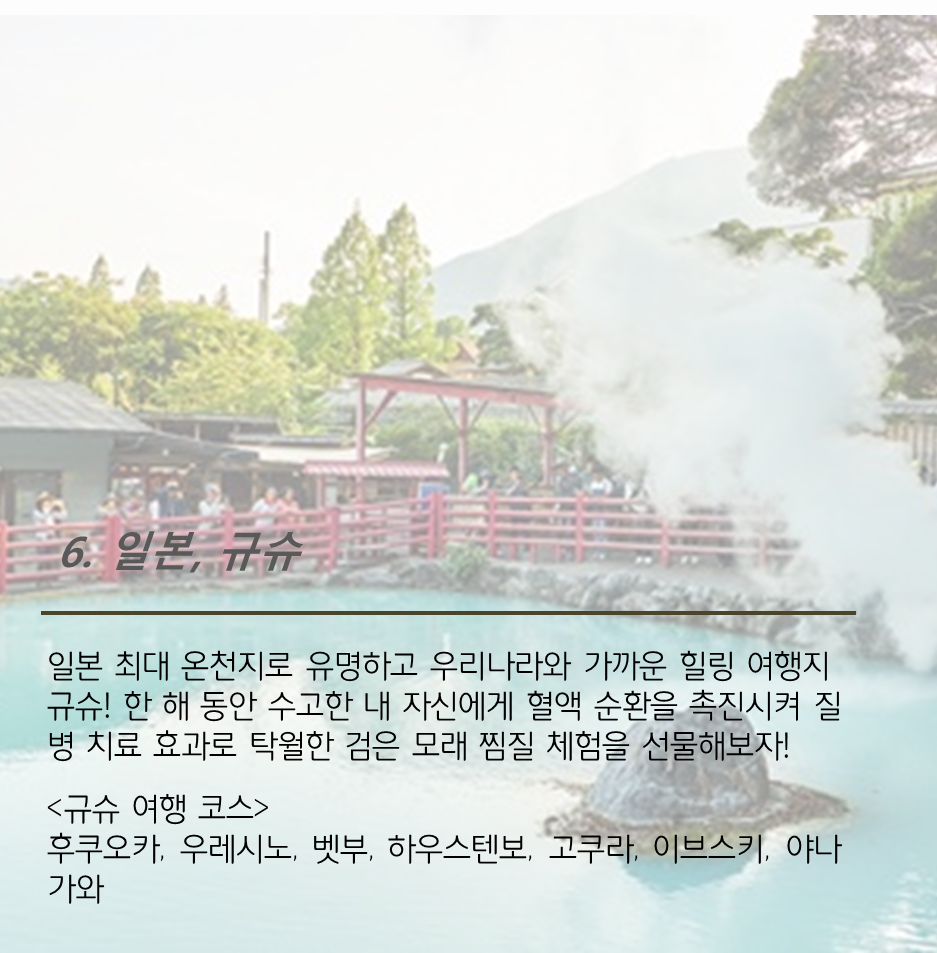 6. 일본, 규슈
일본 최대 온천지로 유명하고 우리나라와 가까운 힐링 여행지
규슈! 한 해 동안 수고한 내 자신에게 혈액 순환을 촉진시켜 질
병 치료 효과로 탁월한 검은 모래 찜질 체험을 선물해보자!
<규슈 여행 코스>
후쿠오카, 우레시노, 벳부, 하우스텐보, 고쿠라, 이브스키, 야나
가와